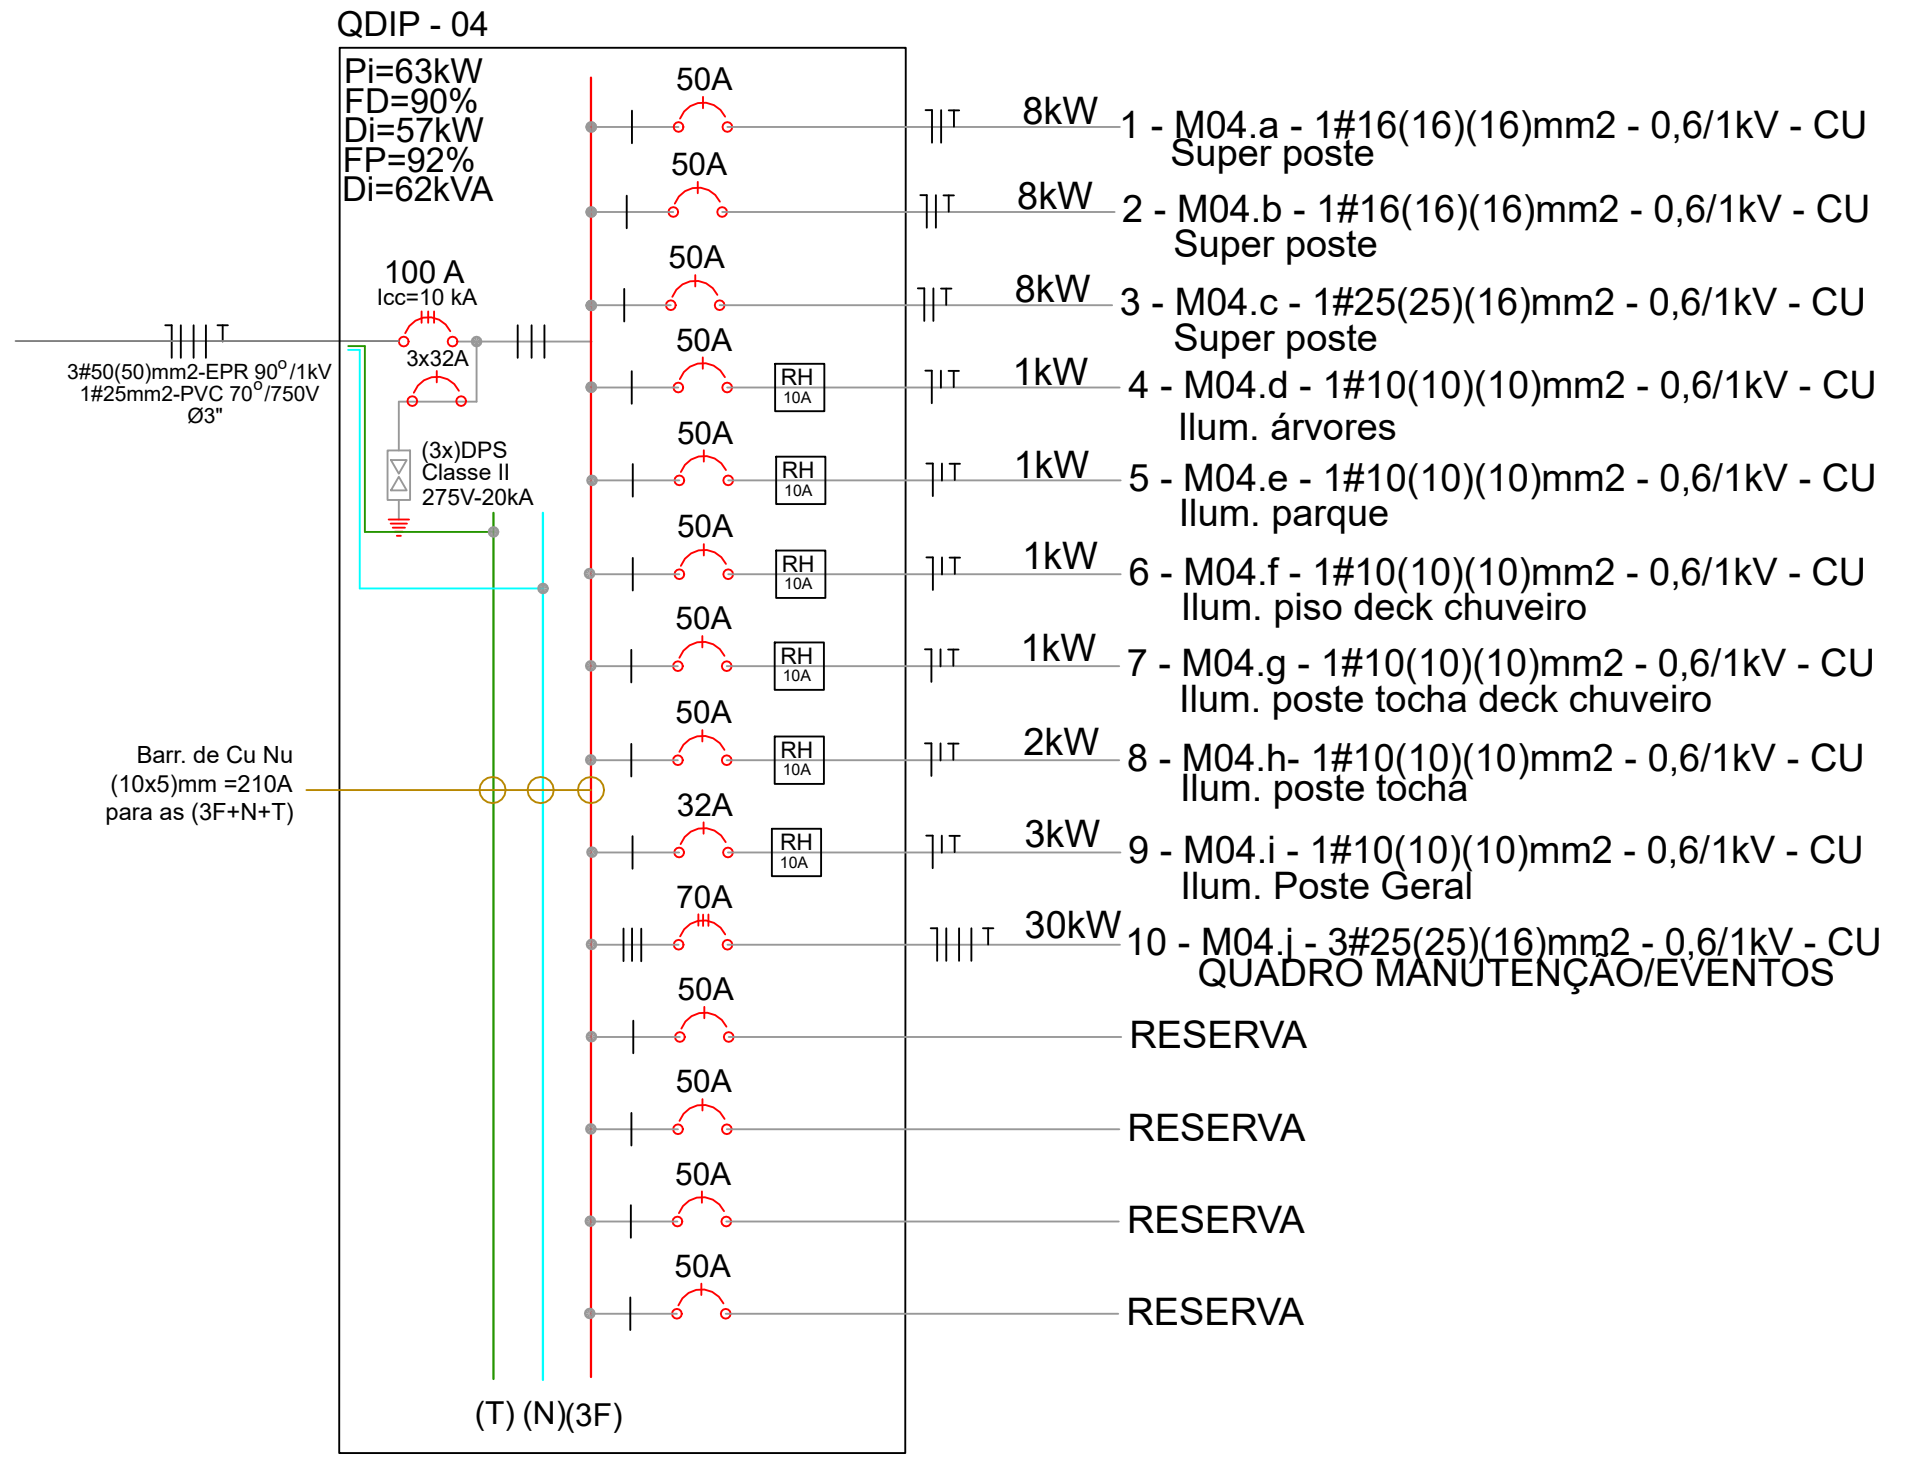 QDIP - 04
Pi=63kW
FD=90%
Di=57kW
FP=92%
Di=62kVA
100 A
Icc=10 kA
3x32A
3#50(50)mm2-EPR 90º/1kV
1#25mm2-PVC 70º/750V
Ø3"
(3x)DPS
Classe II
275V-20kA
Barr. de Cu Nu
(10x5)mm =210A
para as (3F+N+T)
50A
T
8kW
1 - M04.a - 1#16(16)(16)mm2 - 0,6/1kV - CU
Super poste
50A
T
8kW
2 - M04.b - 1#16(16)(16)mm2 - 0,6/1kV - CU
Super poste
50A
T
8kW
3 - M04.c - 1#25(25)(16)mm2 - 0,6/1kV - CU
Super poste
50A
RH
10A
T
1kW
4 - M04.d - 1#10(10)(10)mm2 - 0,6/1kV - CU
Ilum. árvores
50A
RH
10A
T
1kW
5 - M04.e - 1#10(10)(10)mm2 - 0,6/1kV - CU
Ilum. parque
50A
RH
10A
T
1kW
6 - M04.f - 1#10(10)(10)mm2 - 0,6/1kV - CU
Ilum. piso deck chuveiro
50A
RH
10A
T
1kW
7 - M04.g - 1#10(10)(10)mm2 - 0,6/1kV - CU
Ilum. poste tocha deck chuveiro
50A
RH
10A
T
2kW
8 - M04.h- 1#10(10)(10)mm2 - 0,6/1kV - CU
Ilum. poste tocha
32A
RH
10A
T
3kW
9 - M04.i - 1#10(10)(10)mm2 - 0,6/1kV - CU
Ilum. Poste Geral
70A
T
30kW
10 - M04.j - 3#25(25)(16)mm2 - 0,6/1kV - CU
QUADRO MANUTENÇÃO/EVENTOS
50A
RESERVA
50A
RESERVA
50A
RESERVA
50A
RESERVA
(T) (N)(3F)